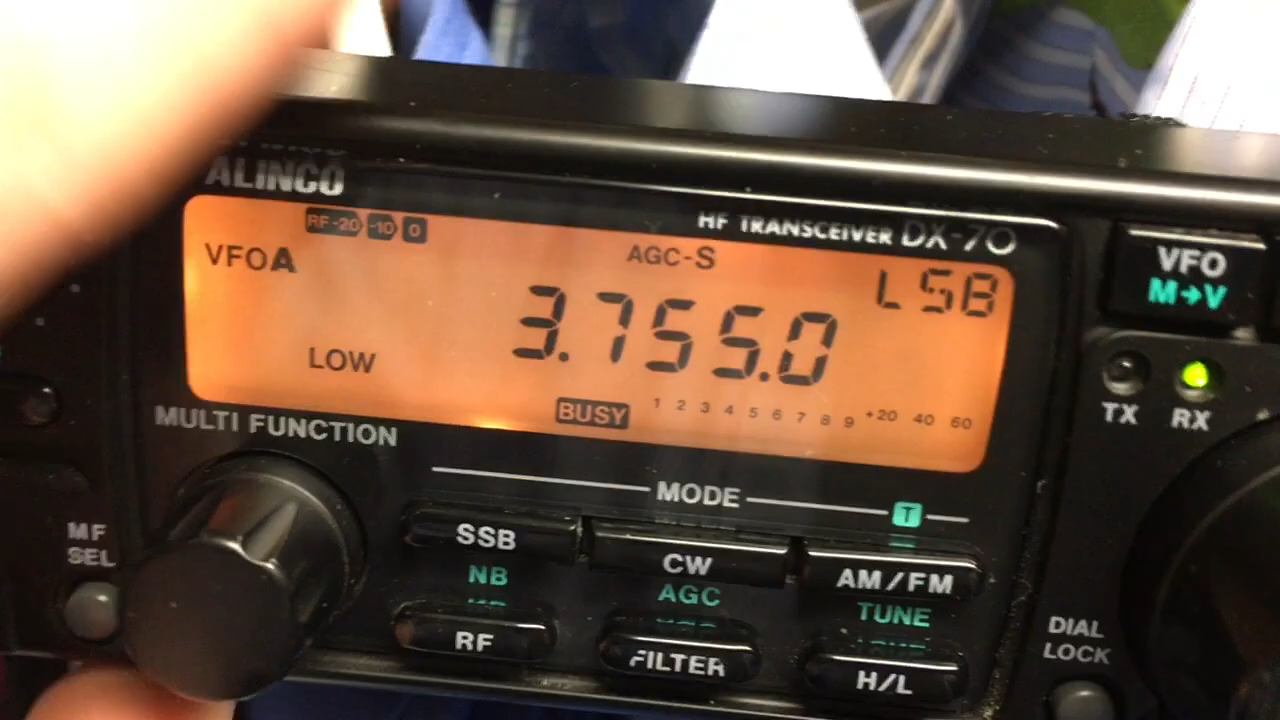 ALINCO
HF TRANSCEIVER DX-70
RF -20 -10 0
AGC-S
VFOA
LSB
3.755.0
LOW
BUSY 1 2 3 4 5 6 7 8 9 +20 40 60
VFO
M→V
TX RX
MULTI FUNCTION
MODE T
MF
SEL
SSB CW AM/FM
NB AGC TUNE
RF FILTER H/L
DIAL
LOCK